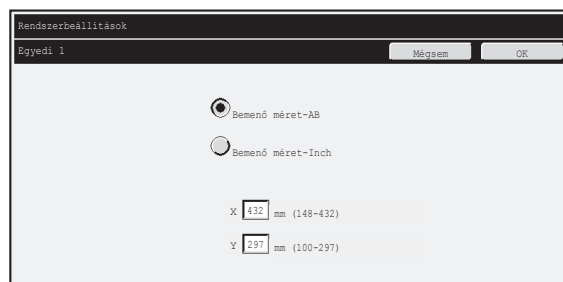 Rendszerbeállítások
Egyedi 1 Mégsem OK
Bemenő méret-AB
Bemenő méret-Inch
X 432 mm (148-432)
Y 297 mm (100-297)